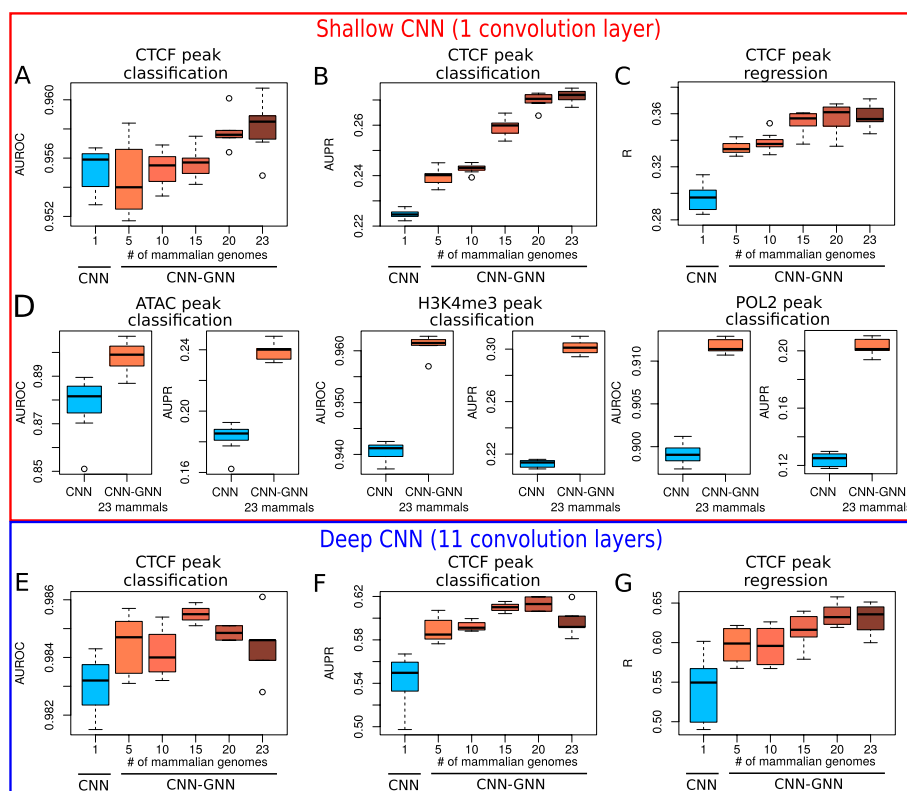 Shallow CNN (1 convolution layer)
A
CTCF peak
classification
AUROC
0.960
0.956
0.952
1
5
10
15
20
23
# of mammalian genomes
CNN
CNN-GNN
B
CTCF peak
classification
AUPR
0.26
0.24
0.22
1
5
10
15
20
23
# of mammalian genomes
CNN
CNN-GNN
C
CTCF peak
regression
R
0.36
0.32
0.28
1
5
10
15
20
23
# of mammalian genomes
CNN
CNN-GNN
D
ATAC peak
classification
AUROC
0.89
0.87
0.85
CNN
CNN-GNN
23 mammals
AUPR
0.24
0.20
0.16
CNN
CNN-GNN
23 mammals
H3K4me3 peak
classification
AUROC
0.960
0.950
0.940
CNN
CNN-GNN
23 mammals
AUPR
0.30
0.26
0.22
CNN
CNN-GNN
23 mammals
POL2 peak
classification
AUROC
0.910
0.905
0.900
CNN
CNN-GNN
23 mammals
AUPR
0.20
0.16
0.12
CNN
CNN-GNN
23 mammals
Deep CNN (11 convolution layers)
E
CTCF peak
classification
AUROC
0.986
0.984
0.982
1
5
10
15
20
23
# of mammalian genomes
CNN
CNN-GNN
F
CTCF peak
classification
AUPR
0.62
0.58
0.54
0.50
1
5
10
15
20
23
# of mammalian genomes
CNN
CNN-GNN
G
CTCF peak
regression
R
0.65
0.60
0.55
0.50
1
5
10
15
20
23
# of mammalian genomes
CNN
CNN-GNN